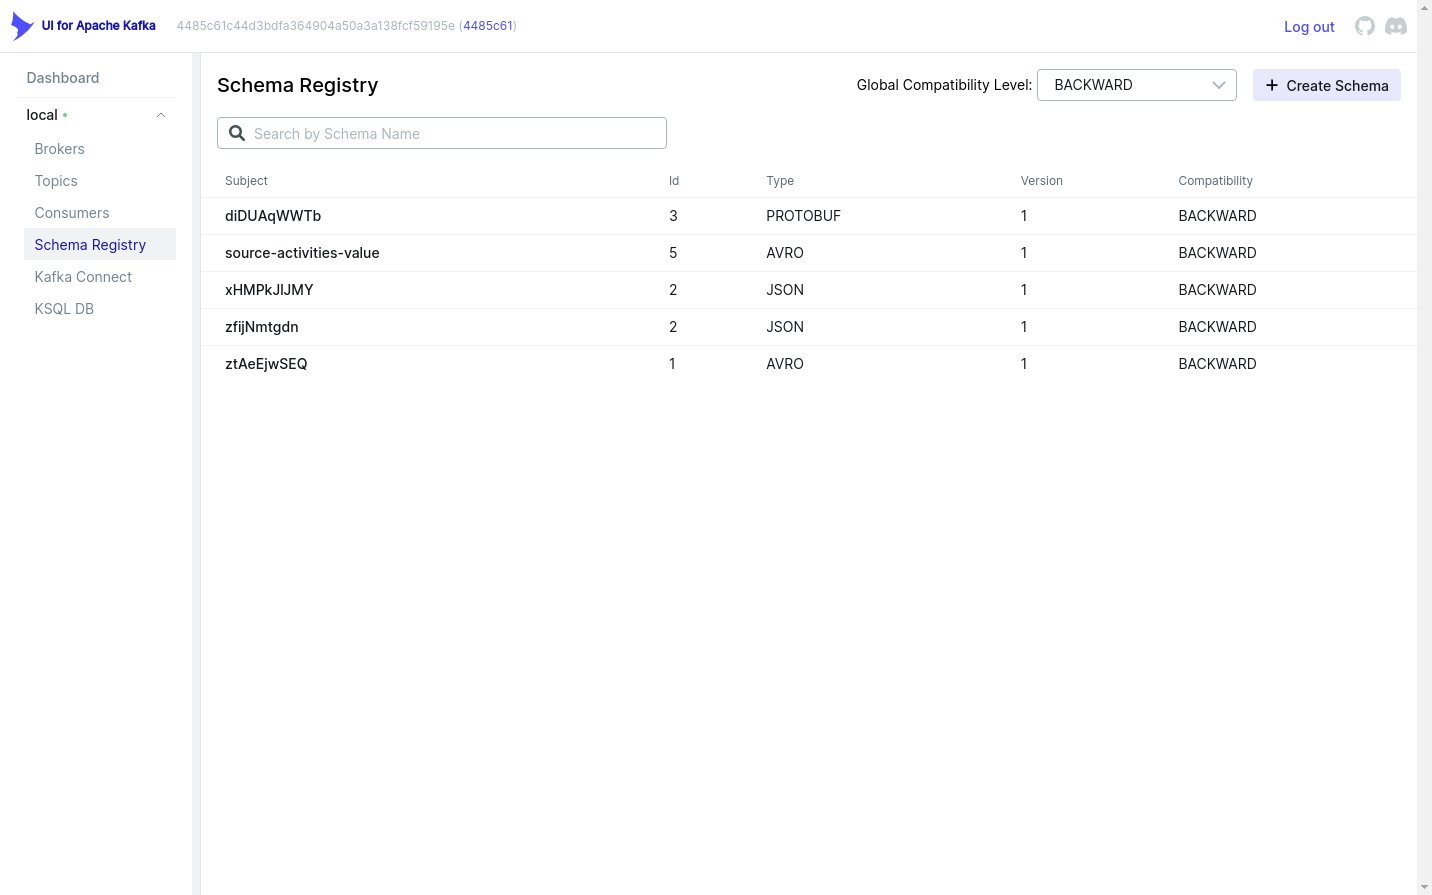 UI for Apache Kafka 4485c61c44d3bdfa364904a50a3a138fcf59195e (4485c61) Log out
Dashboard
local
Brokers
Topics
Consumers
Schema Registry
Kafka Connect
KSQL DB
Schema Registry Global Compatibility Level: BACKWARD Create Schema
Search by Schema Name
Subject Id Type Version Compatibility
diDUAqWWTb 3 PROTOBUF 1 BACKWARD
source-activities-value 5 AVRO 1 BACKWARD
xHMPkJIJMY 2 JSON 1 BACKWARD
zfijNmtgdn 2 JSON 1 BACKWARD
ztAeEjwSEQ 1 AVRO 1 BACKWARD